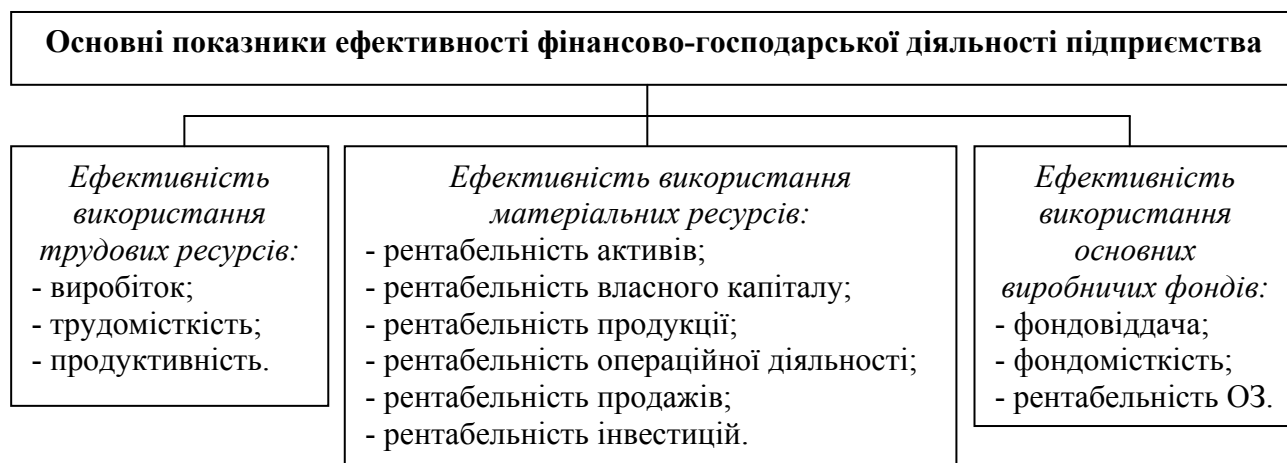 Основні показники ефективності фінансово-господарської діяльності підприємства
Ефективність
використання
трудових ресурсів:
- виробіток;
- трудомісткість;
- продуктивність.
Ефективність використання
матеріальних ресурсів:
- рентабельність активів;
- рентабельність власного капіталу;
- рентабельність продукції;
- рентабельність операційної діяльності;
- рентабельність продажів;
- рентабельність інвестицій.
Ефективність
використання
основних
виробничих фондів:
- фондовіддача;
- фондомісткість;
- рентабельність ОЗ.